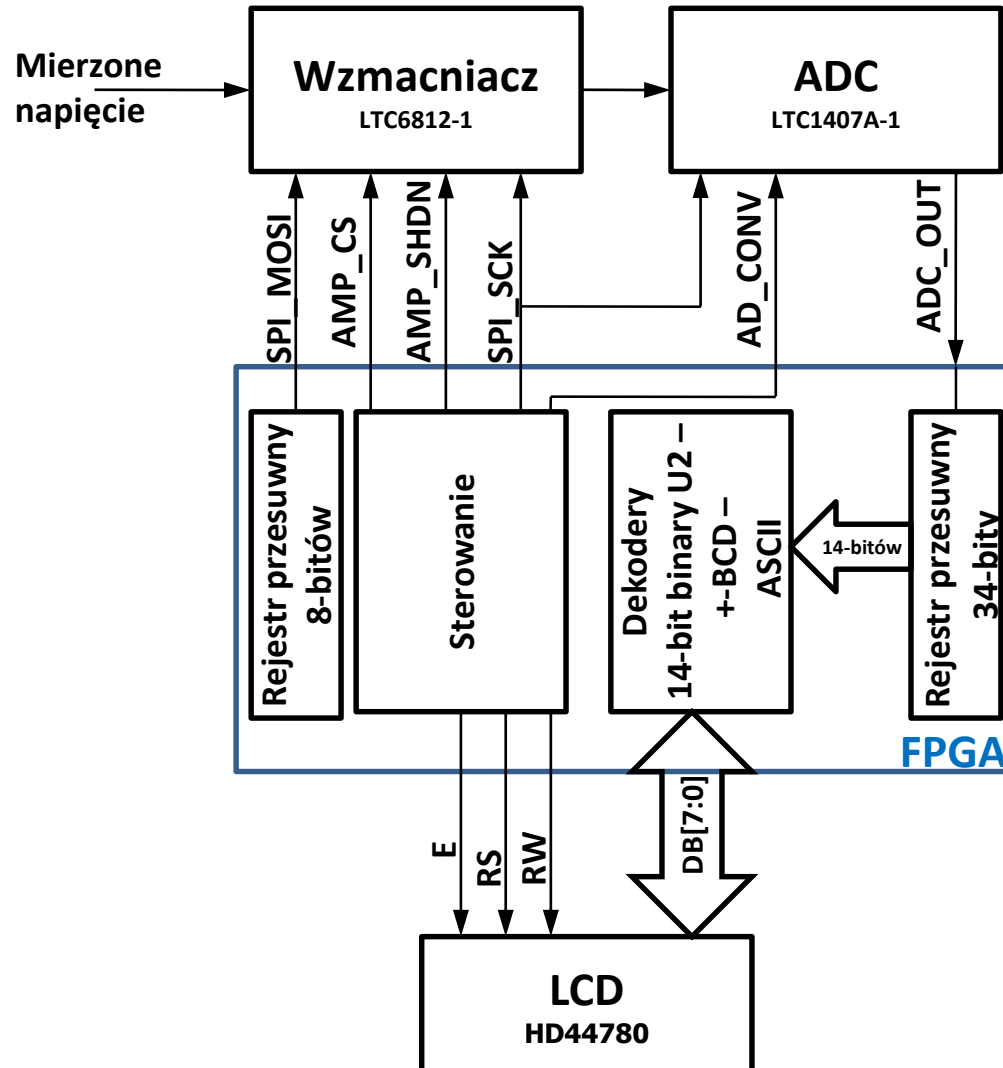 Mierzone
napięcie
Wzmacniacz
LTC6812-1
ADC
LTC1407A-1
SPI_MOSI
AMP_CS
AMP_SHDN
SPI_SCK
AD_CONV
ADC_OUT
Rejestr przesuwny
8-bitów
Sterowanie
Dekodery
14-bit binary U2 –
+-BCD –
ASCII
14-bitów
Rejestr przesuwny
34-bity
FPGA
E
RS
RW
DB[7:0]
LCD
HD44780